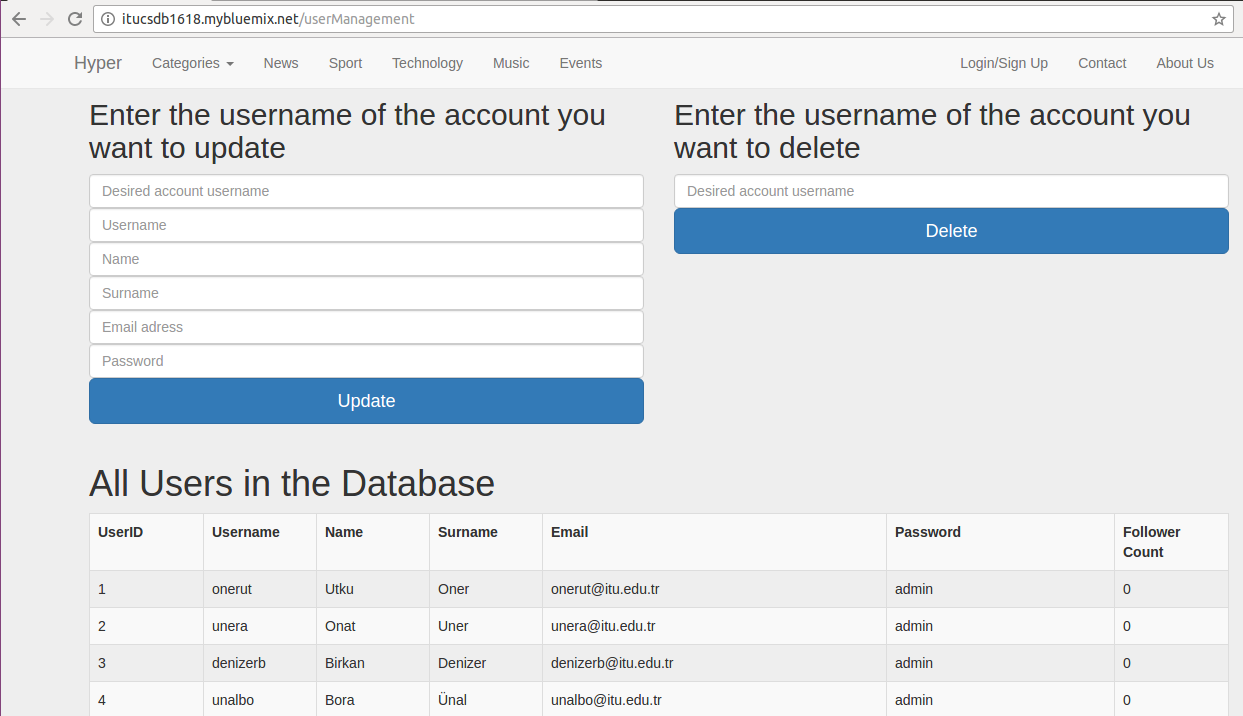 itucsdb1618.mybluemix.net/userManagement
Hyper Categories News Sport Technology Music Events Login/Sign Up Contact About Us
Enter the username of the account you
want to update
Desired account username
Username
Name
Surname
Email adress
Password
Update
Enter the username of the account you
want to delete
Desired account username
Delete
All Users in the Database
UserID Username Name Surname Email Password Follower
Count
1 onerut Utku Oner onerut@itu.edu.tr admin 0
2 unera Onat Uner unera@itu.edu.tr admin 0
3 denizerb Birkan Denizer denizerb@itu.edu.tr admin 0
4 unalbo Bora Ünal unalbo@itu.edu.tr admin 0